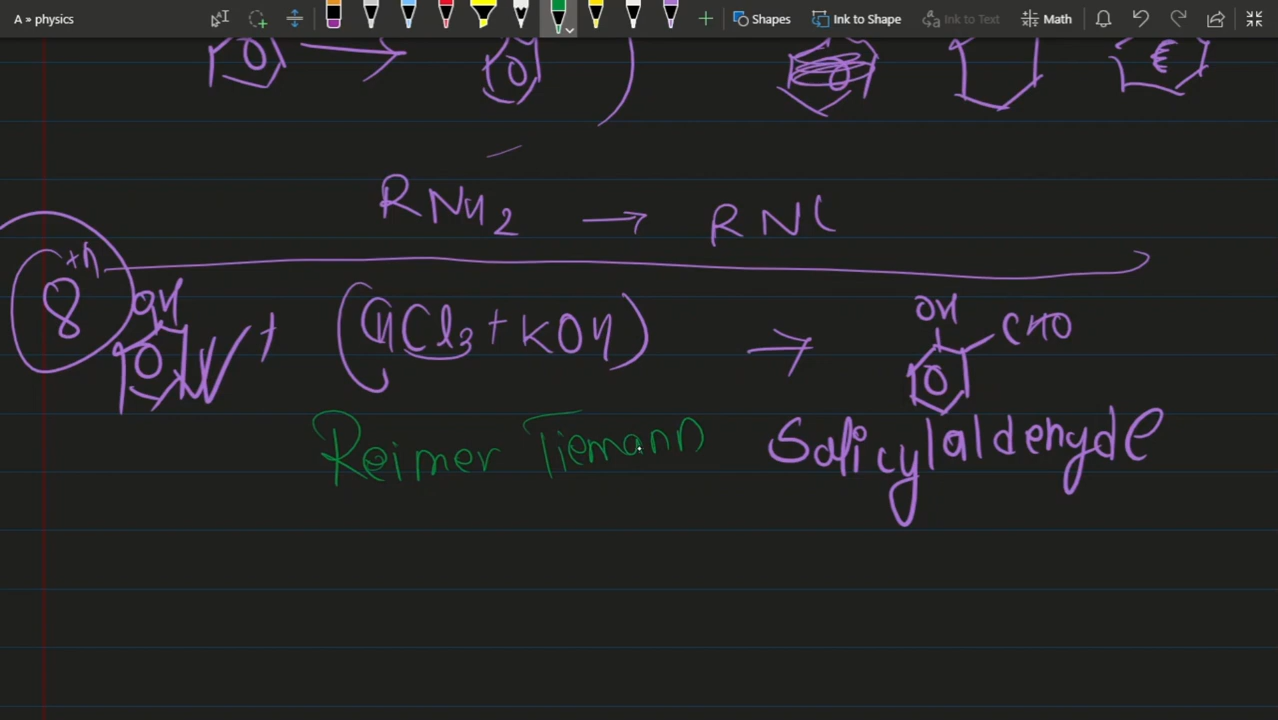 A » physics
Shapes Ink to Shape Ink to Text Math
RNH2 → RNC
8 +h
OH
+ (CHCl3 + KOH) →
OH CHO
Reimer Tiemann
Salicylaldehyde